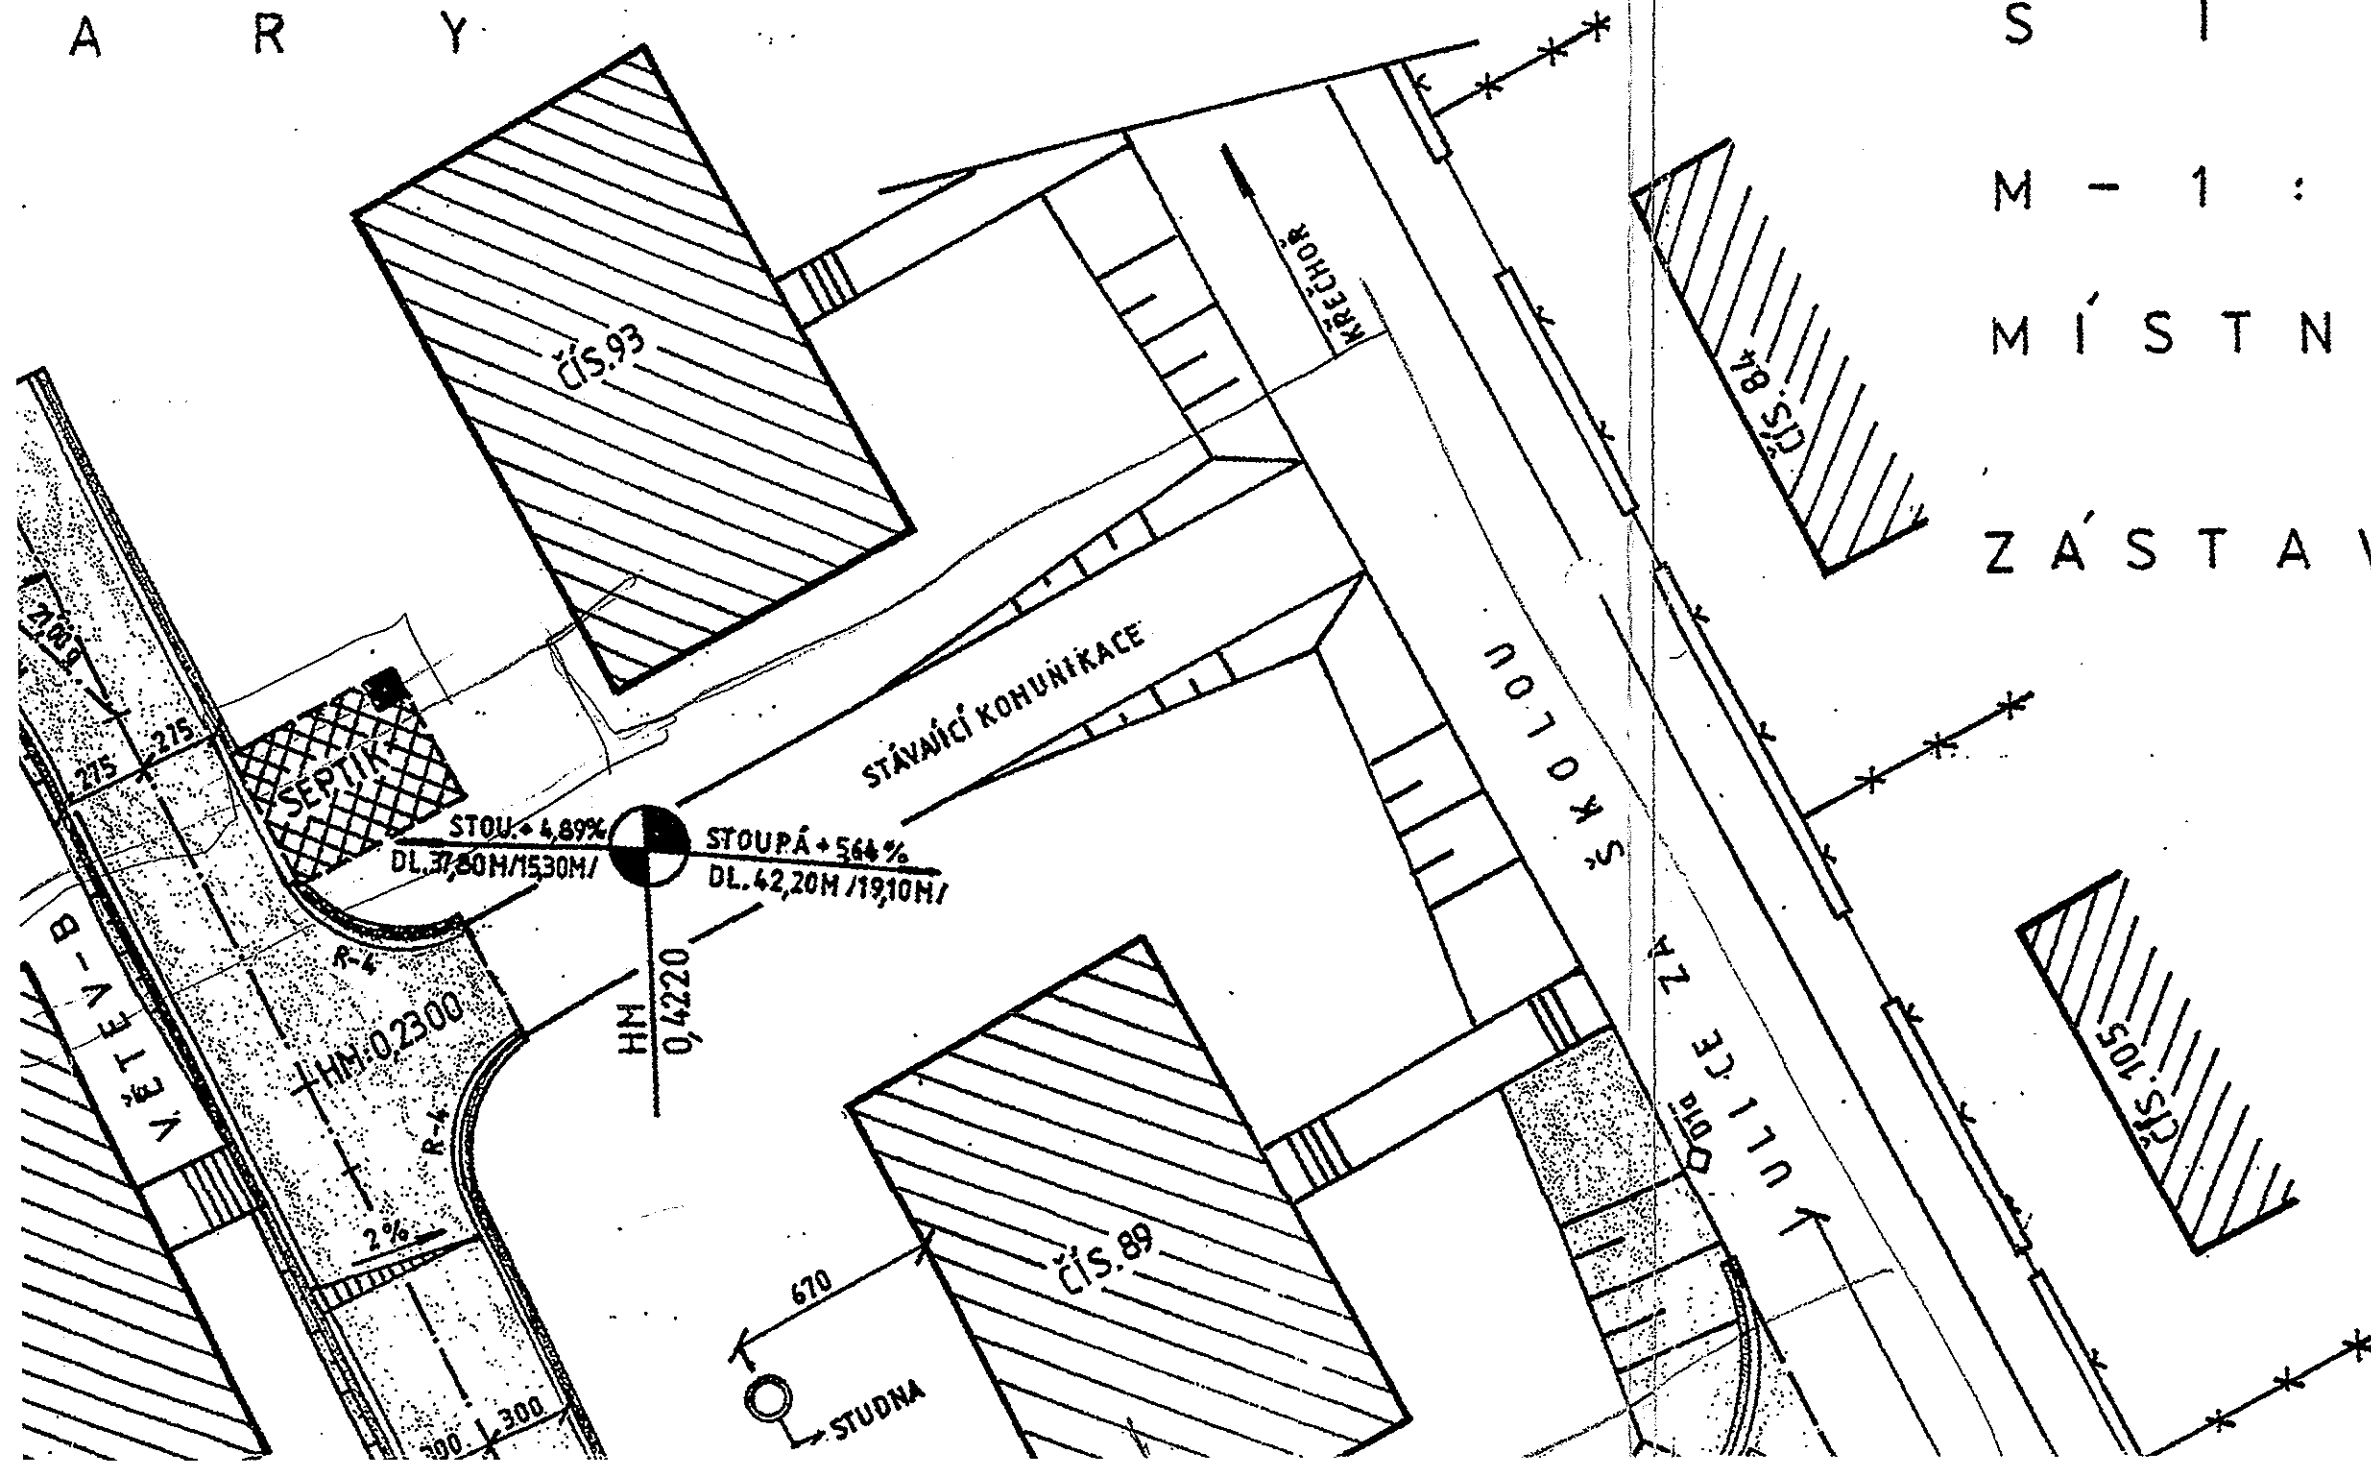 A R Y
S I
M - 1 :
M Í S T N
Z Á S T A V
KŘEČHOŘ
ČÍS.93
ČÍS. 84
275 275
SEPTIK
STÁVAJÍCÍ KOMUNIKACE
STOU.+ 4,89%
DL.37,80M/15,30M/
STOUPÁ + 5,64 %
DL. 42,20M /19,10M/
HM
0,4220
ULICE ZA ŠKOLOU
VĚTEV-B
R-4
HM-0,2300
R-4
2%
ČÍS. 105
D1a
ČÍS. 89
670
STUDNA
300 300